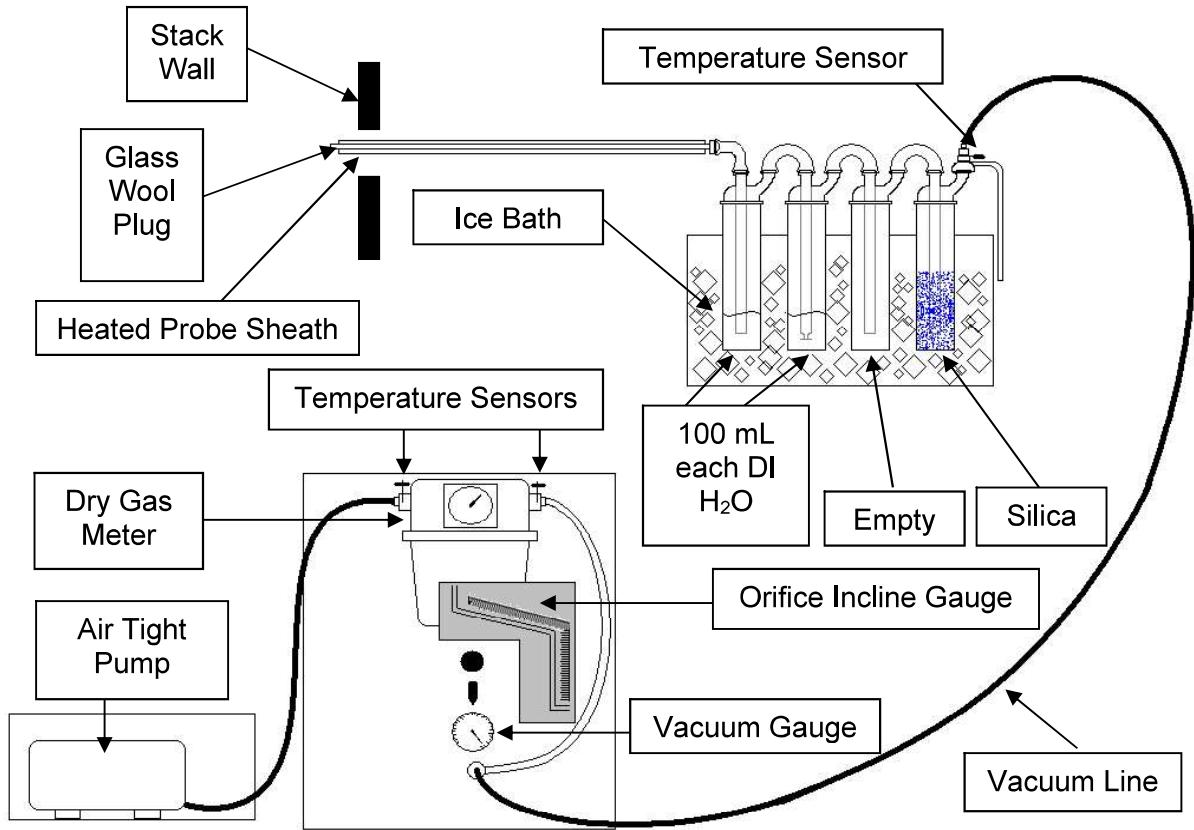 Stack
Wall
Temperature Sensor
Glass
Wool
Plug
Ice Bath
Heated Probe Sheath
Temperature Sensors
100 mL
each DI
H₂O
Empty
Silica
Dry Gas
Meter
Orifice Incline Gauge
Air Tight
Pump
Vacuum Gauge
Vacuum Line